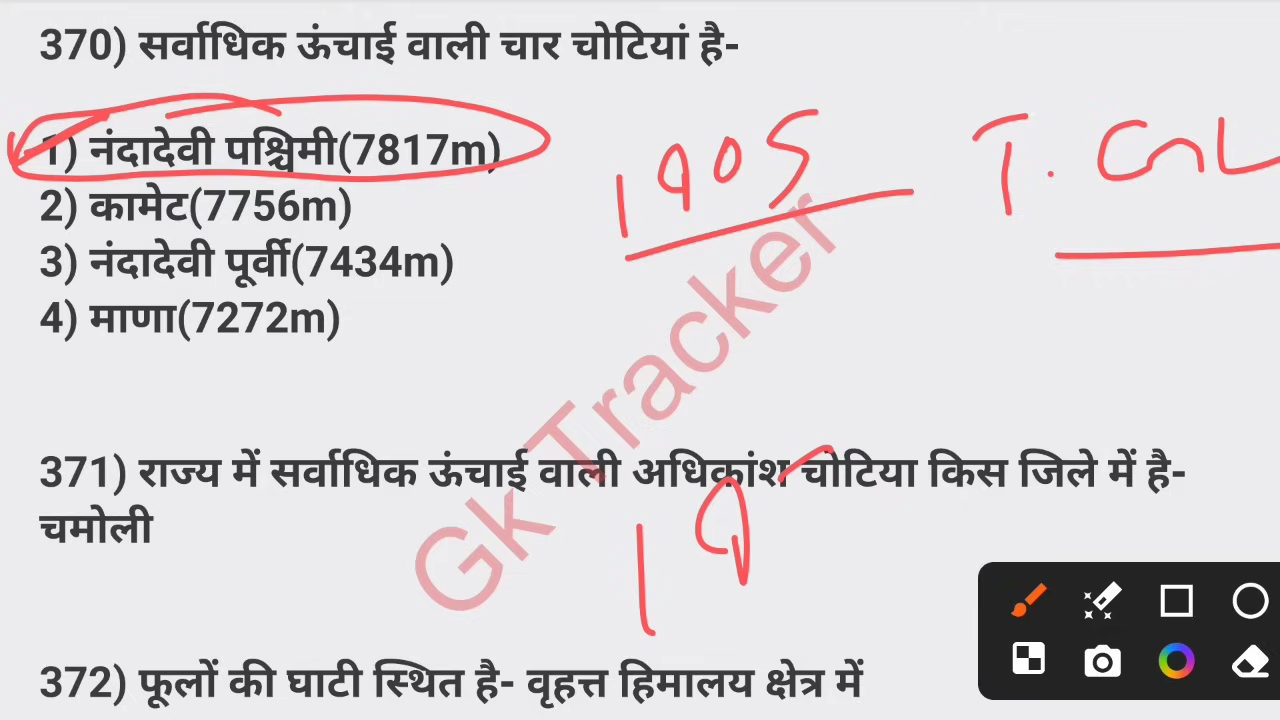 370) सर्वाधिक ऊंचाई वाली चार चोटियां है-
1) नंदादेवी पश्चिमी(7817m)
2) कामेट(7756m)
3) नंदादेवी पूर्वी(7434m)
4) माणा(7272m)
1905
Gk Tracker
371) राज्य में सर्वाधिक ऊंचाई वाली अधिकांश चोटिया किस जिले में है-
चमोली
19
372) फूलों की घाटी स्थित है- वृहत्त हिमालय क्षेत्र में